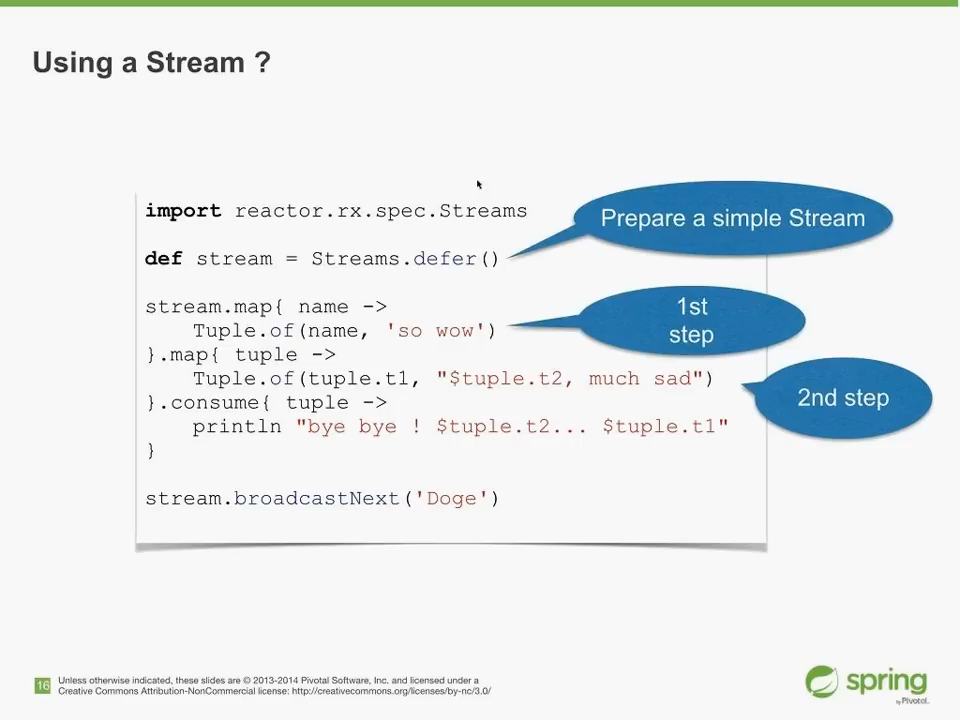 Using a Stream ?
import reactor.rx.spec.Streams
Prepare a simple Stream
def stream = Streams.defer()
stream.map{ name ->
Tuple.of(name, 'so wow')
1st
step
}.map{ tuple ->
Tuple.of(tuple.t1, "$tuple.t2, much sad")
2nd step
}.consume{ tuple ->
println "bye bye ! $tuple.t2... $tuple.t1"
}
stream.broadcastNext('Doge')
16
Unless otherwise indicated, these slides are © 2013-2014 Pivotal Software, Inc. and licensed under a
Creative Commons Attribution-NonCommercial license: http://creativecommons.org/licenses/by-nc/3.0/
spring
by Pivotal.